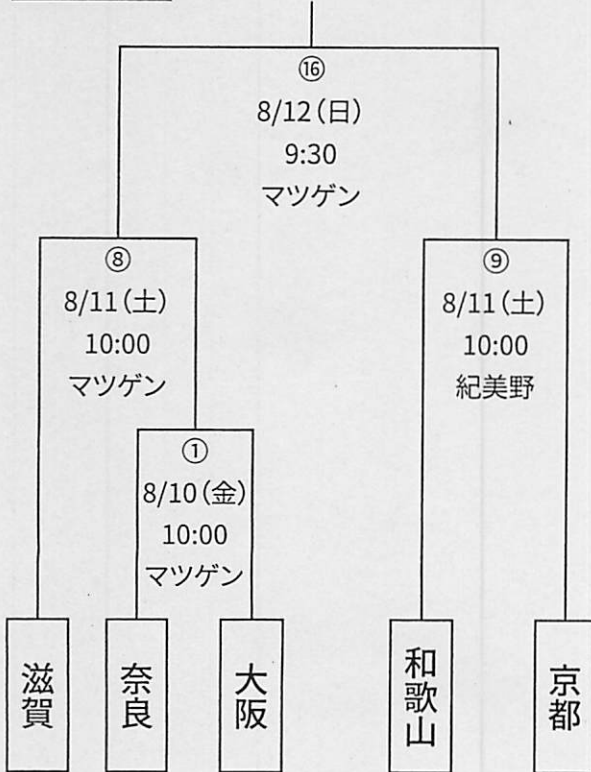 ⑯
8/12(日)
9:30
マツゲン
⑧
8/11(土)
10:00
マツゲン
⑨
8/11(土)
10:00
紀美野
①
8/10(金)
10:00
マツゲン
滋賀
奈良
大阪
和歌山
京都